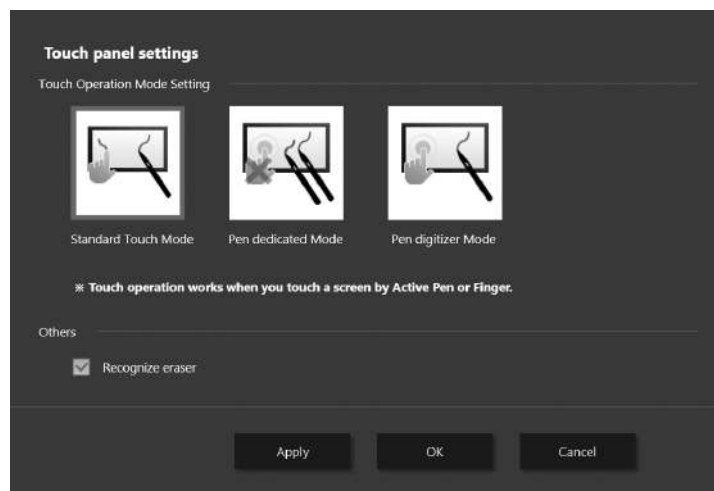 Touch panel settings
Touch Operation Mode Setting
Standard Touch Mode
Pen dedicated Mode
Pen digitizer Mode
※ Touch operation works when you touch a screen by Active Pen or Finger.
Others
Recognize eraser
Apply
OK
Cancel